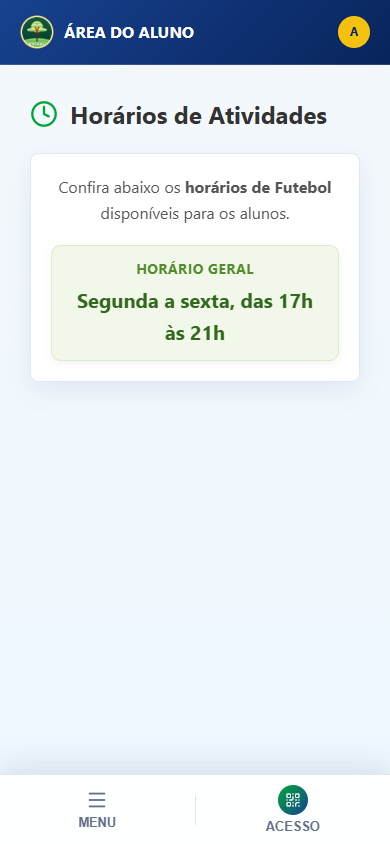 ÁREA DO ALUNO
A
Horários de Atividades
Confira abaixo os horários de Futebol
disponíveis para os alunos.
HORÁRIO GERAL
Segunda a sexta, das 17h
às 21h
MENU
ACESSO